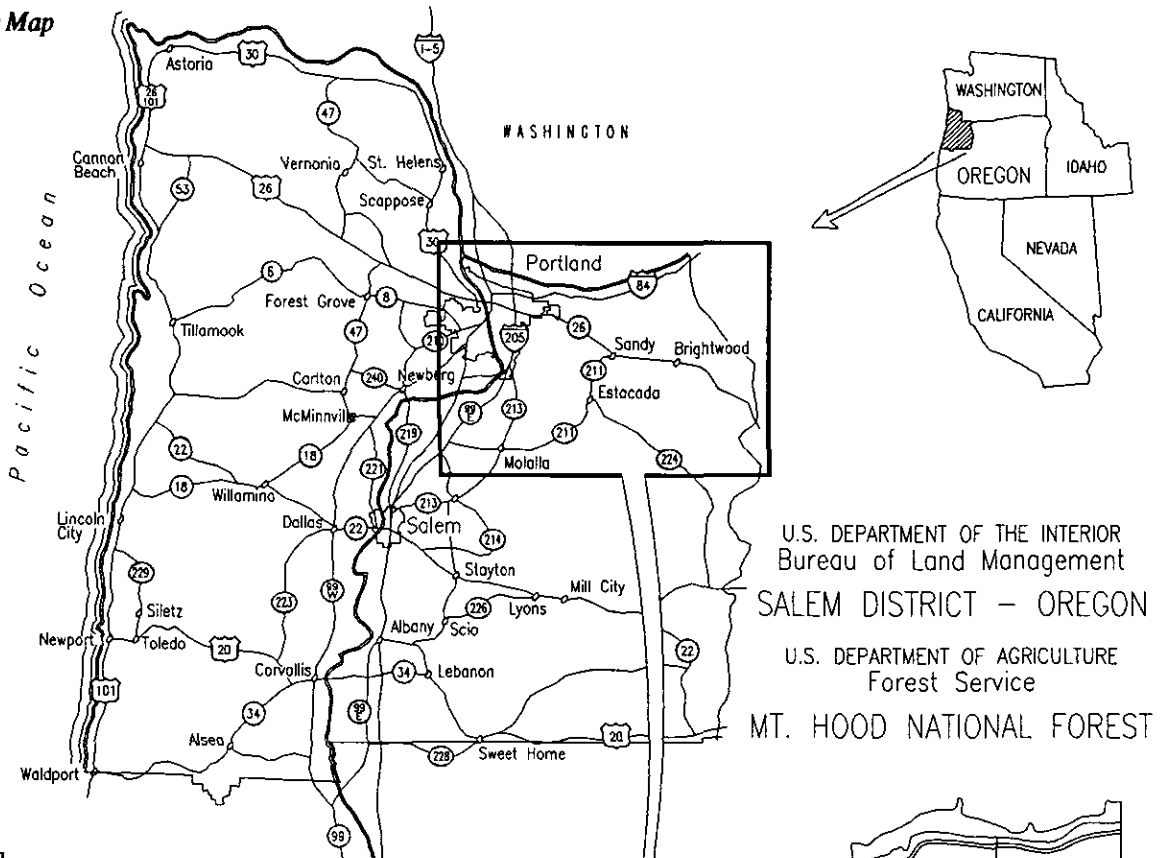 Map
I-5
Astoria
30
26
101
47
WASHINGTON
WASHINGTON
Cannon
Beach
Vernonia
St. Helens
53
26
Scappose
OREGON
IDAHO
30
Pacific Ocean
Portland
NEVADA
6
84
Forest Grove
8
Tillamook
47
26
CALIFORNIA
205
Sandy
Brightwood
211
Carlton
240
Newberg
Estacada
McMinnville
99
E
213
219
22
18
221
211
224
Molalla
18
Willamina
213
Lincoln
City
Dallas
22
Salem
214
U.S. DEPARTMENT OF THE INTERIOR
Bureau of Land Management
229
Stayton
Mill City
223
99
W
226
Lyons
SALEM DISTRICT - OREGON
Siletz
Newport
Toledo
20
Albany
Scio
22
U.S. DEPARTMENT OF AGRICULTURE
Forest Service
Corvallis
34
Lebanon
101
34
99
E
MT. HOOD NATIONAL FOREST
20
Alsea
228
Sweet Home
Waldport
99